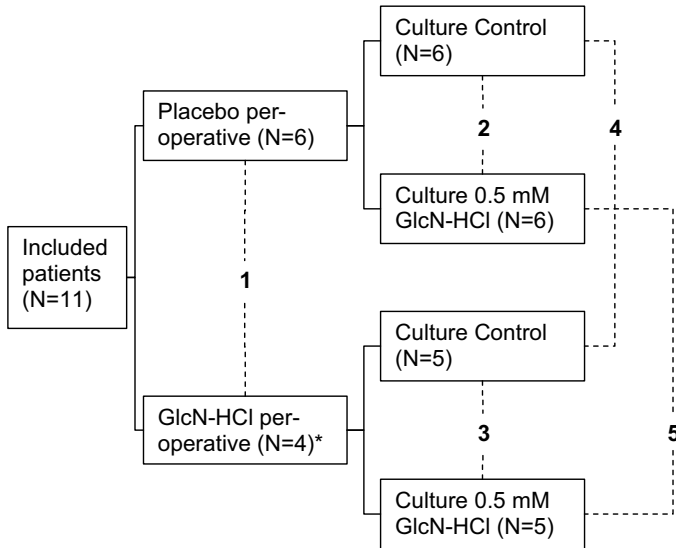 Included
patients
(N=11)
Placebo per-
operative (N=6)
1
GlcN-HCl per-
operative (N=4)*
Culture Control
(N=6)
2
Culture 0.5 mM
GlcN-HCl (N=6)
Culture Control
(N=5)
3
Culture 0.5 mM
GlcN-HCl (N=5)
4
5